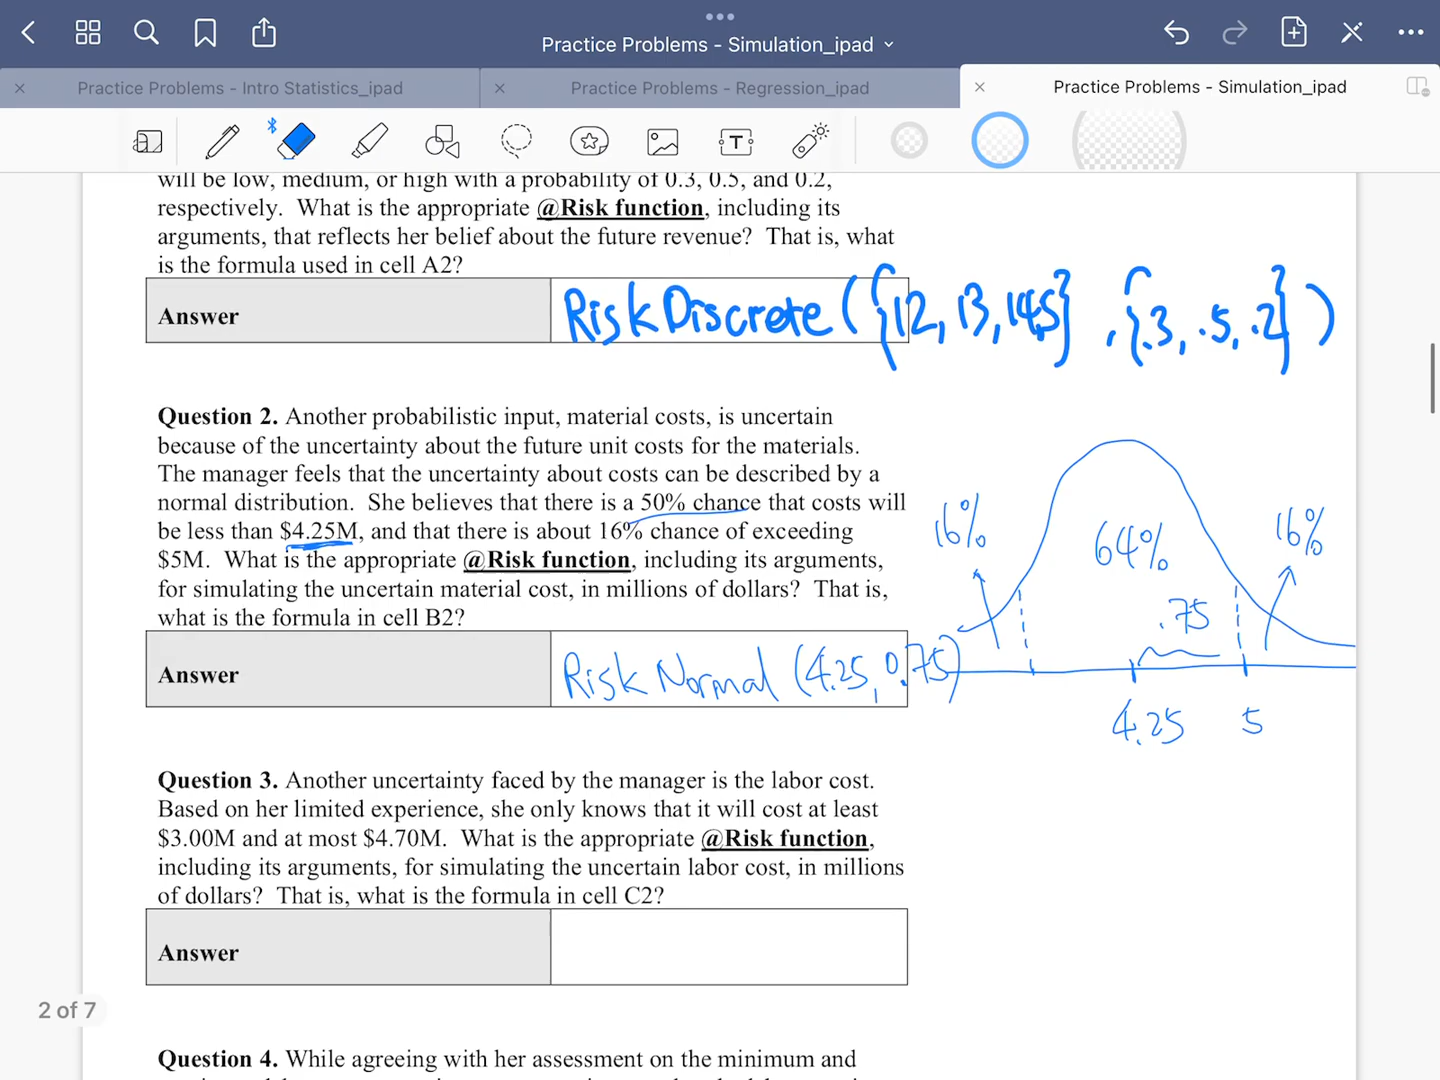 Practice Problems - Simulation_ipad
Practice Problems - Intro Statistics_ipad
Practice Problems - Regression_ipad
Practice Problems - Simulation_ipad
will be low, medium, or high with a probability of 0.3, 0.5, and 0.2,
respectively. What is the appropriate @Risk function, including its
arguments, that reflects her belief about the future revenue? That is, what
is the formula used in cell A2?
Answer
RiskDiscrete ({12, 13, 14.5}, {.3, .5, .2})
Question 2. Another probabilistic input, material costs, is uncertain
because of the uncertainty about the future unit costs for the materials.
The manager feels that the uncertainty about costs can be described by a
normal distribution. She believes that there is a 50% chance that costs will
be less than $4.25M, and that there is about 16% chance of exceeding
$5M. What is the appropriate @Risk function, including its arguments,
for simulating the uncertain material cost, in millions of dollars? That is,
what is the formula in cell B2?
16%
64%
16%
.75
4.25
5
Answer
Risk Normal (4.25, 0.75)
Question 3. Another uncertainty faced by the manager is the labor cost.
Based on her limited experience, she only knows that it will cost at least
$3.00M and at most $4.70M. What is the appropriate @Risk function,
including its arguments, for simulating the uncertain labor cost, in millions
of dollars? That is, what is the formula in cell C2?
Answer
2 of 7
Question 4. While agreeing with her assessment on the minimum and